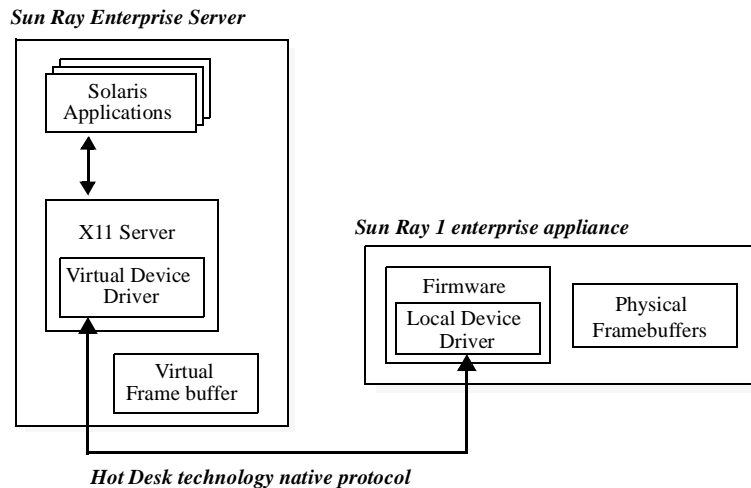 Sun Ray Enterprise Server
Solaris
Applications
X11 Server
Virtual Device
Driver
Virtual
Frame buffer
Sun Ray 1 enterprise appliance
Firmware
Local Device
Driver
Physical
Framebuffers
Hot Desk technology native protocol